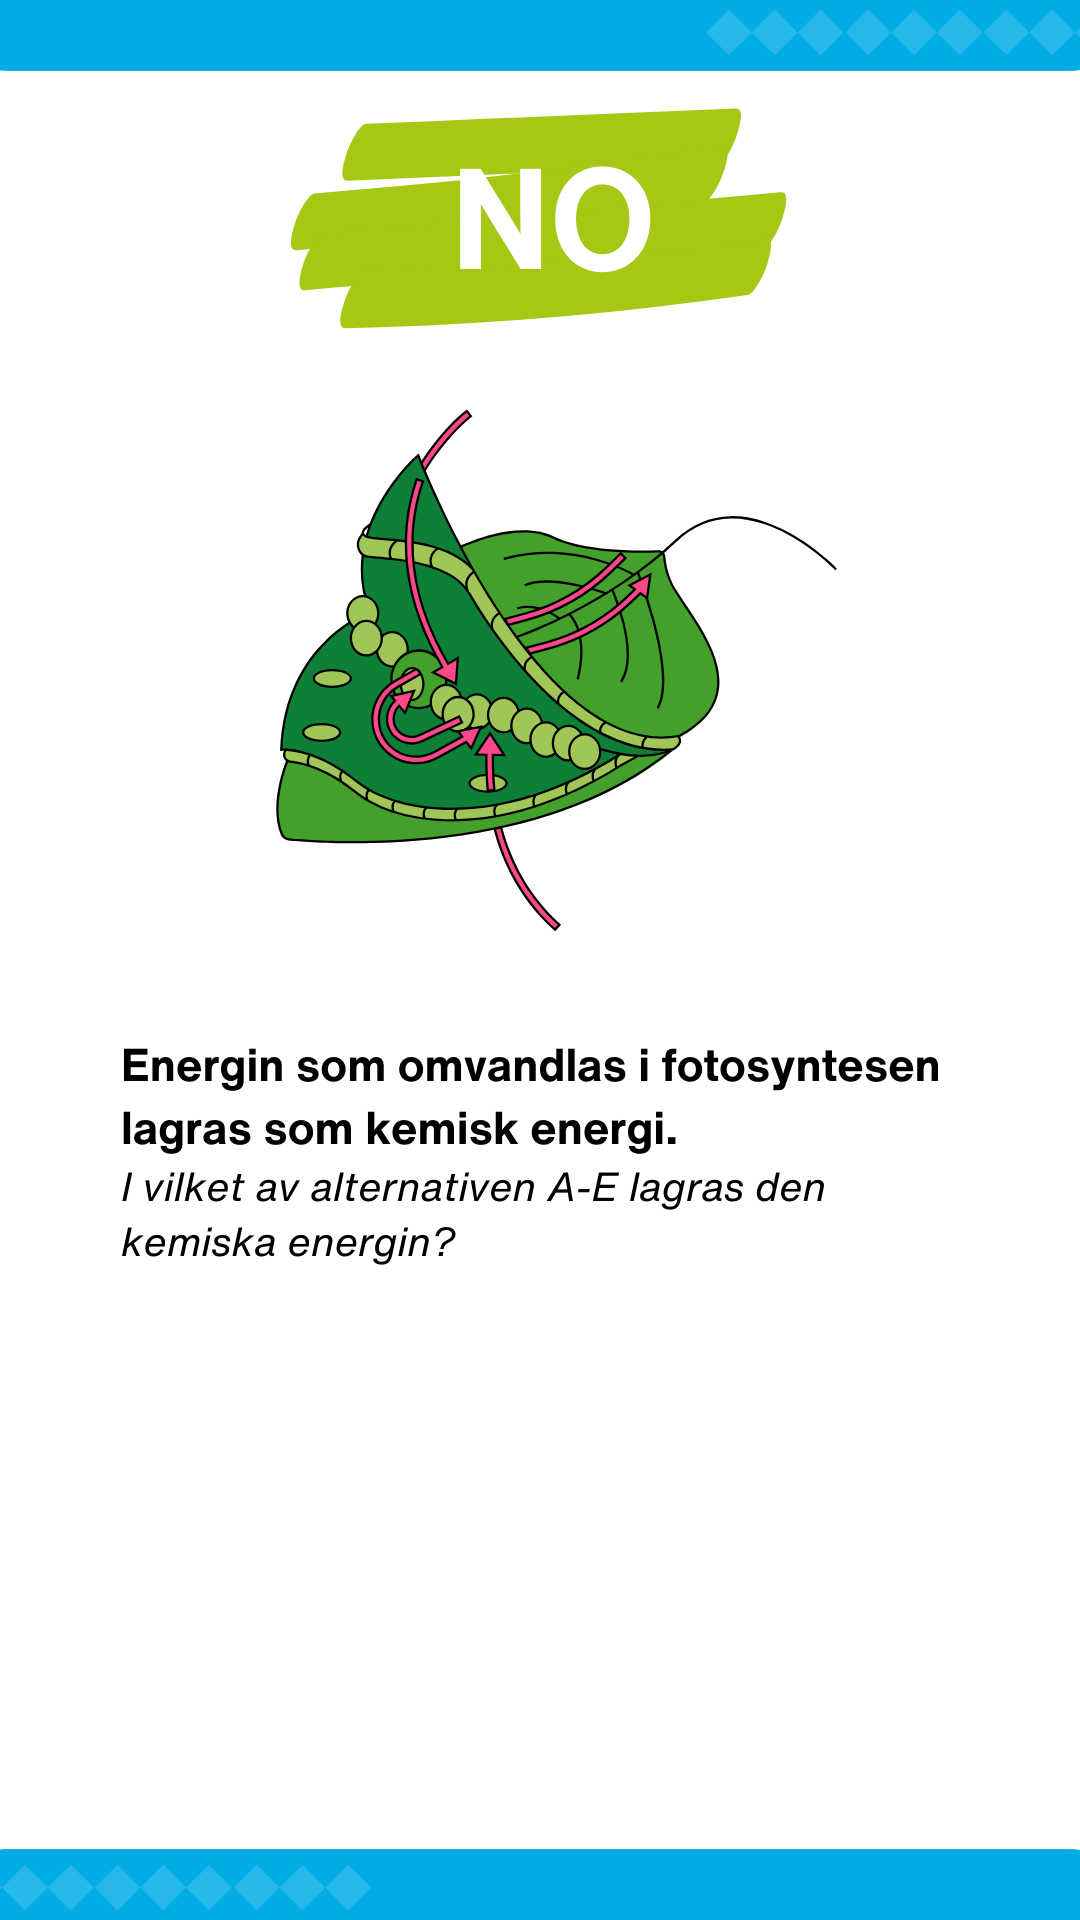 NO
Energin som omvandlas i fotosyntesen
lagras som kemisk energi.
I vilket av alternativen A-E lagras den
kemiska energin?